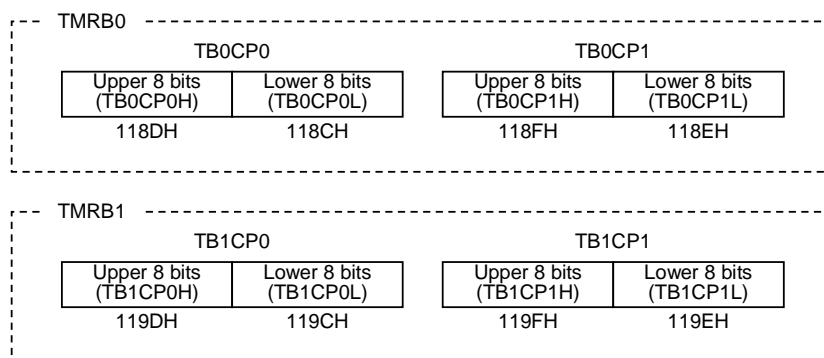 TMRB0
TB0CP0 TB0CP1
Upper 8 bits Lower 8 bits Upper 8 bits Lower 8 bits
(TB0CP0H) (TB0CP0L) (TB0CP1H) (TB0CP1L)
118DH 118CH 118FH 118EH
TMRB1
TB1CP0 TB1CP1
Upper 8 bits Lower 8 bits Upper 8 bits Lower 8 bits
(TB1CP0H) (TB1CP0L) (TB1CP1H) (TB1CP1L)
119DH 119CH 119FH 119EH